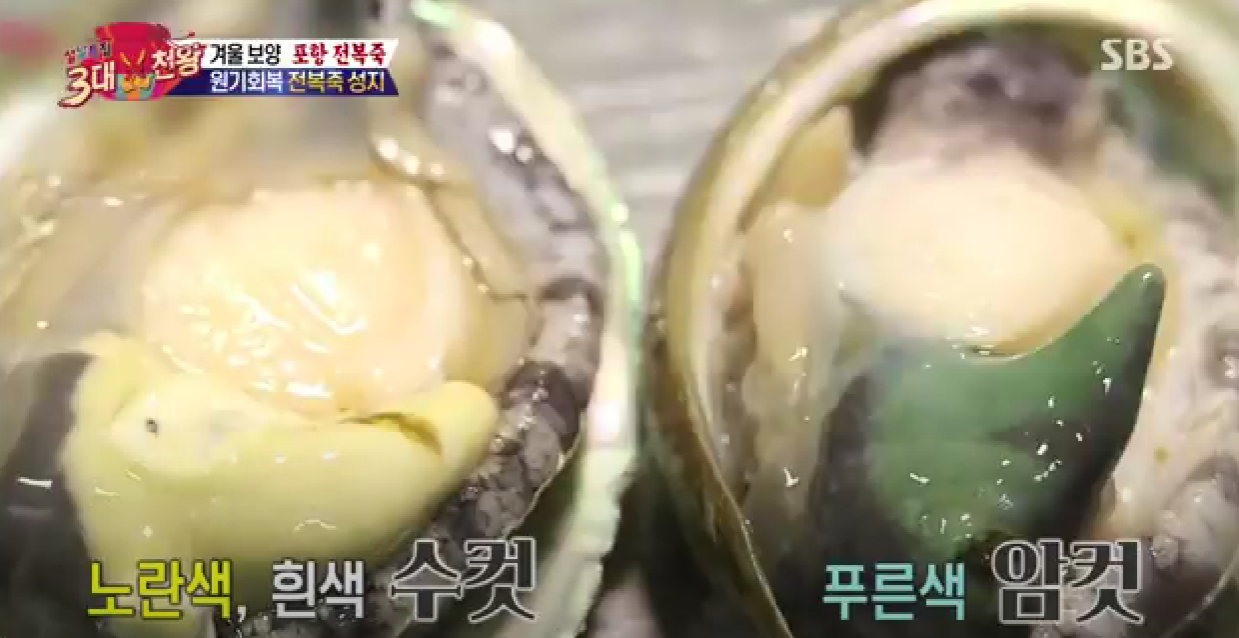 3대천왕
겨울 보양 포항 전복죽
원기회복 전복죽 성지
SBS
노란색, 흰색 수컷
푸른색 암컷